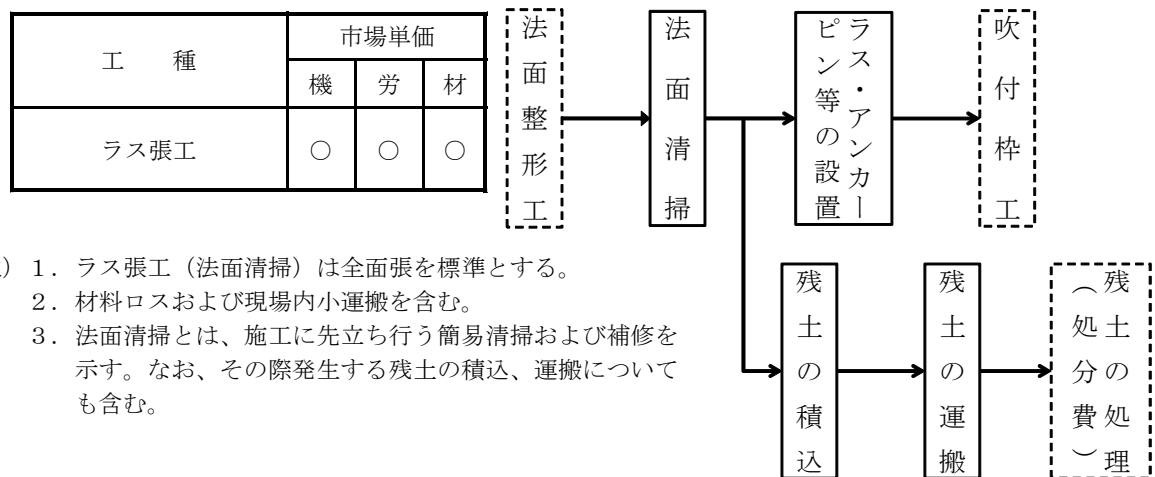 工　種
市場単価
機 労 材
ラス張工 ○ ○ ○
法面整形工
法面清掃
ラス・アンカー
ピン等の設置
吹付枠工
残土の積込
残土の運搬
残土の処理
（処分費）
）１．ラス張工（法面清掃）は全面張を標準とする。
２．材料ロスおよび現場内小運搬を含む。
３．法面清掃とは、施工に先立ち行う簡易清掃および補修を
示す。なお、その際発生する残土の積込、運搬について
も含む。